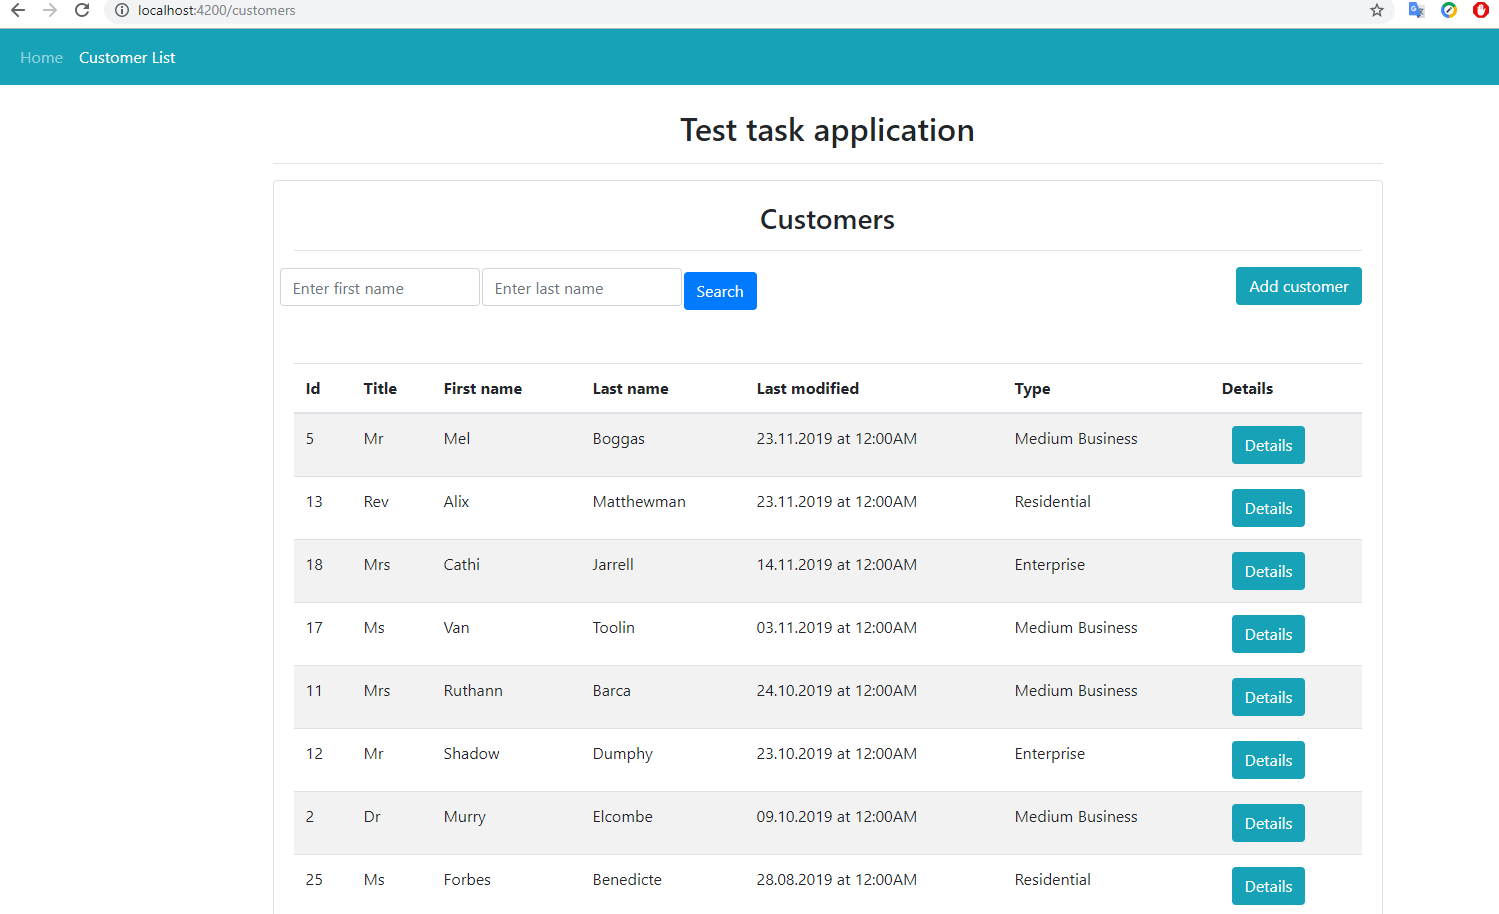 localhost:4200/customers
Home Customer List
Test task application
Customers
Enter first name Enter last name Search Add customer
Id Title First name Last name Last modified Type Details
5 Mr Mel Boggas 23.11.2019 at 12:00AM Medium Business Details
13 Rev Alix Matthewman 23.11.2019 at 12:00AM Residential Details
18 Mrs Cathi Jarrell 14.11.2019 at 12:00AM Enterprise Details
17 Ms Van Toolin 03.11.2019 at 12:00AM Medium Business Details
11 Mrs Ruthann Barca 24.10.2019 at 12:00AM Medium Business Details
12 Mr Shadow Dumphy 23.10.2019 at 12:00AM Enterprise Details
2 Dr Murry Elcombe 09.10.2019 at 12:00AM Medium Business Details
25 Ms Forbes Benedicte 28.08.2019 at 12:00AM Residential Details